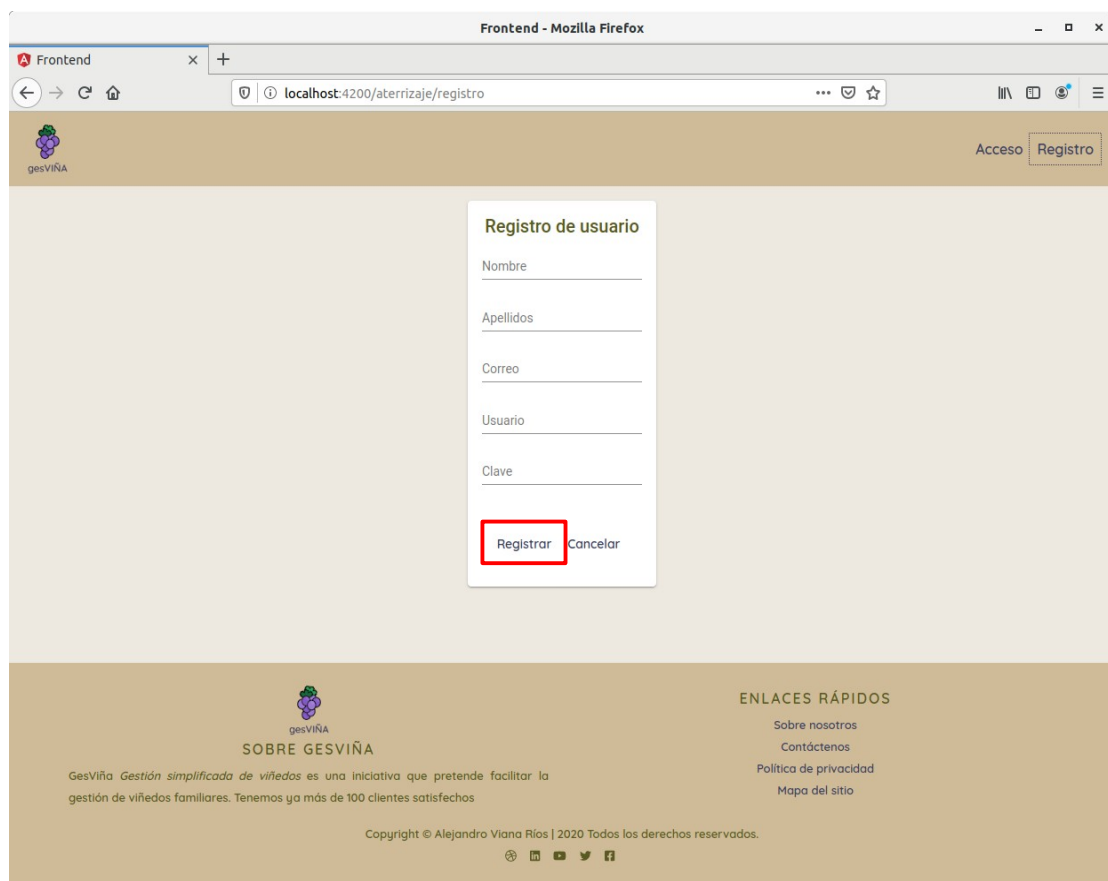 Frontend - Mozilla Firefox
Frontend
localhost:4200/aterrizaje/registro
gesVIÑA
Acceso Registro
Registro de usuario
Nombre
Apellidos
Correo
Usuario
Clave
Registrar Cancelar
gesVIÑA
SOBRE GESVIÑA
GesViña Gestión simplificada de viñedos es una iniciativa que pretende facilitar la
gestión de viñedos familiares. Tenemos ya más de 100 clientes satisfechos
ENLACES RÁPIDOS
Sobre nosotros
Contáctenos
Política de privacidad
Mapa del sitio
Copyright © Alejandro Viana Ríos | 2020 Todos los derechos reservados.